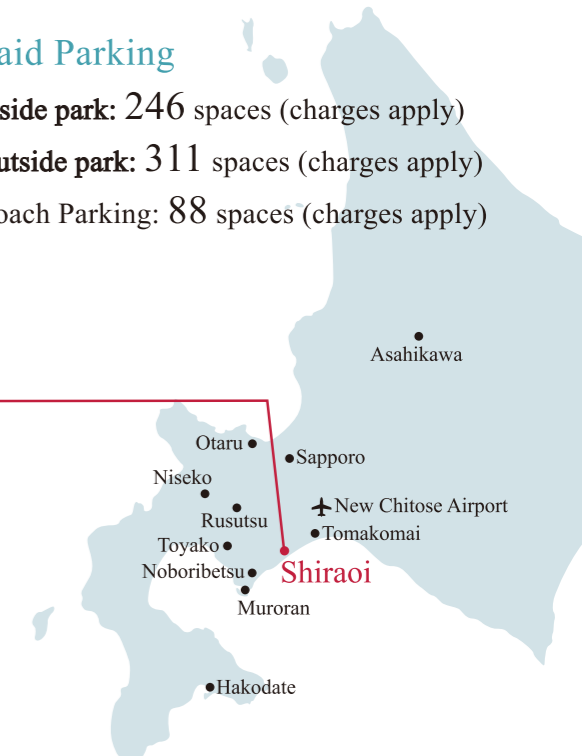 aid Parking
side park: 246 spaces (charges apply)
utside park: 311 spaces (charges apply)
oach Parking: 88 spaces (charges apply)
Asahikawa
Otaru
Sapporo
Niseko
New Chitose Airport
Rusutsu
Tomakomai
Toyako
Noboribetsu
Shiraoi
Muroran
Hakodate